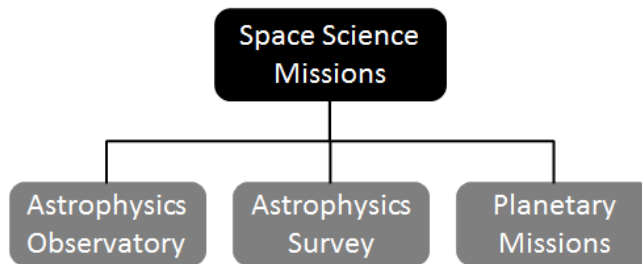 Space Science
Missions
Astrophysics
Observatory
Astrophysics
Survey
Planetary
Missions